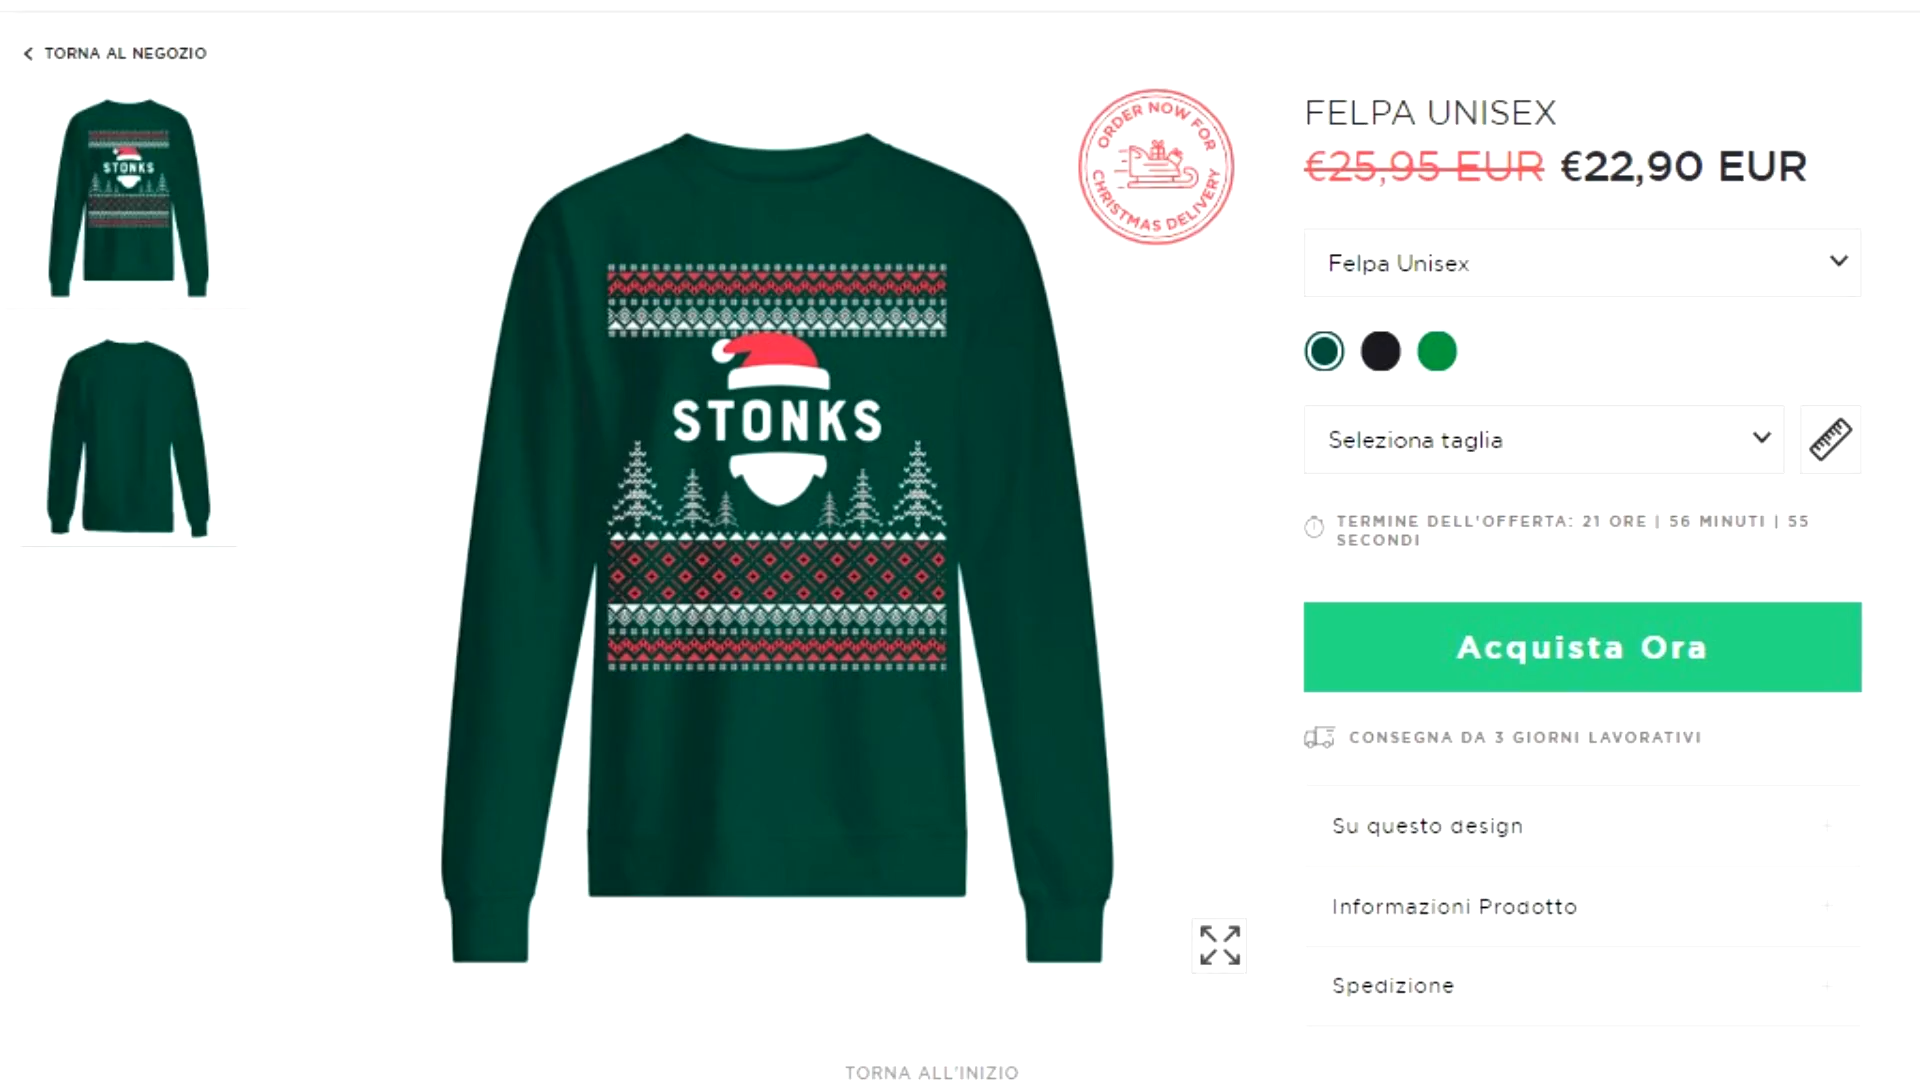 TORNA AL NEGOZIO
STONKS
STONKS
ORDER NOW FOR
CHRISTMAS DELIVERY
FELPA UNISEX
€25,95 EUR €22,90 EUR
Felpa Unisex
Seleziona taglia
TERMINE DELL'OFFERTA: 21 ORE | 56 MINUTI | 55
SECONDI
Acquista Ora
CONSEGNA DA 3 GIORNI LAVORATIVI
Su questo design
Informazioni Prodotto
Spedizione
TORNA ALL'INIZIO